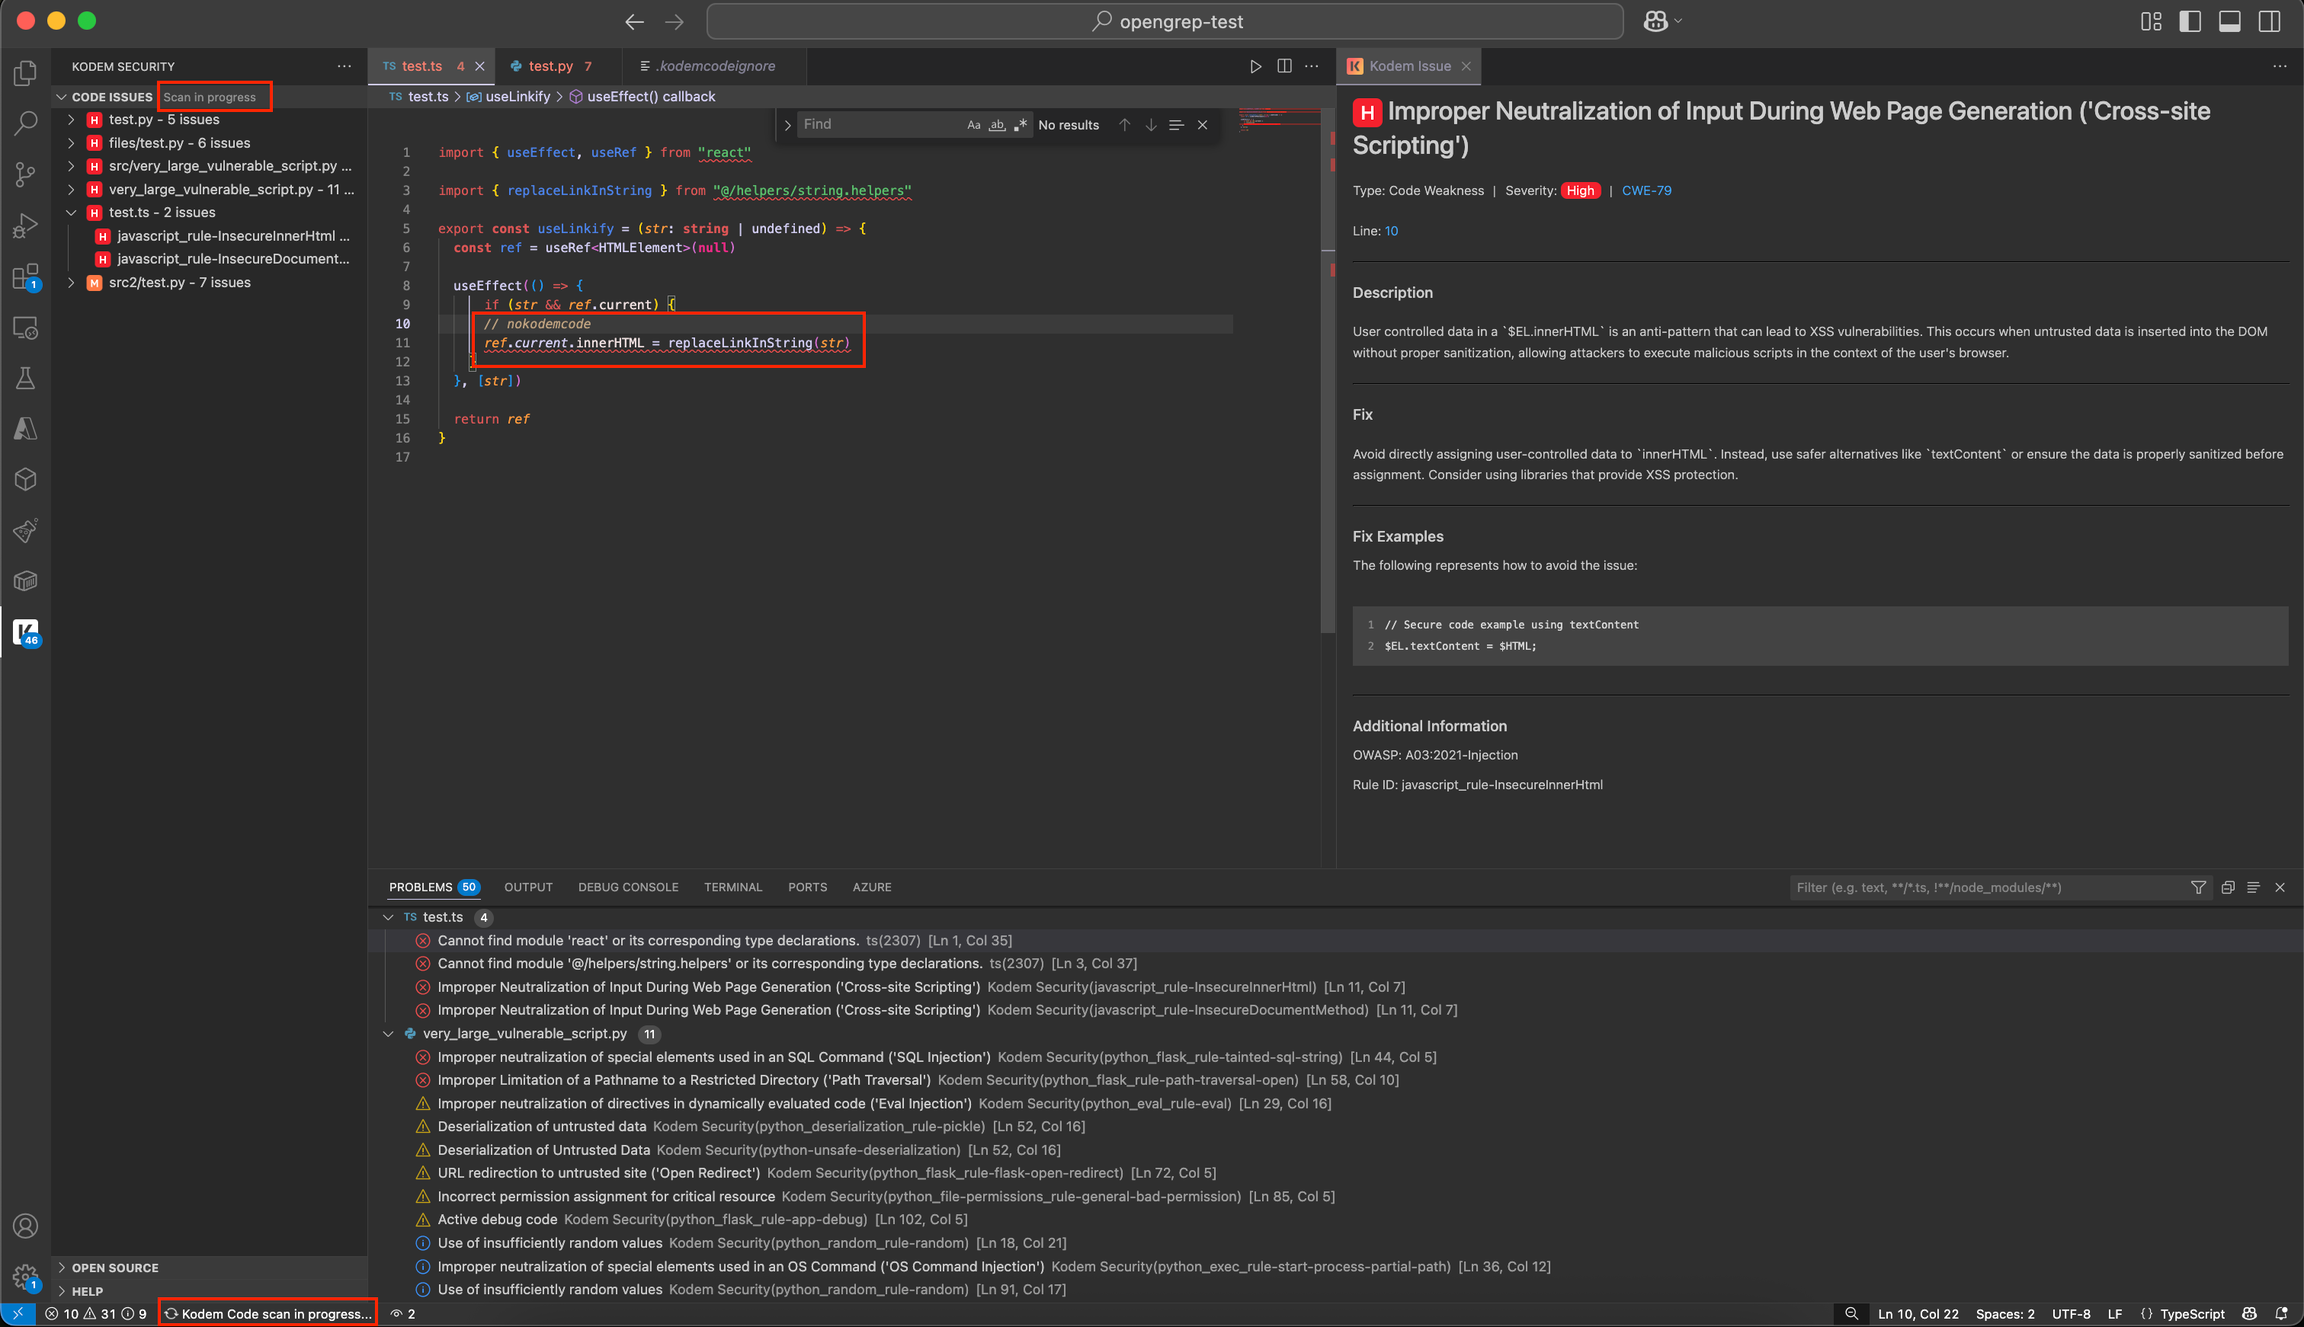 opengrep-test
KODEM SECURITY
CODE ISSUES Scan in progress
test.py - 5 issues
files/test.py - 6 issues
src/very_large_vulnerable_script.py ...
very_large_vulnerable_script.py - 11 ...
test.ts - 2 issues
javascript_rule-InsecureInnerHtml ...
javascript_rule-InsecureDocument...
src2/test.py - 7 issues
OPEN SOURCE
HELP
TS test.ts 4 test.py 7 .kodemcodeignore
TS test.ts > useLinkify > useEffect() callback
Find Aa ab .* No results
1 import { useEffect, useRef } from "react"
2
3 import { replaceLinkInString } from "@/helpers/string.helpers"
4
5 export const useLinkify = (str: string | undefined) => {
6 const ref = useRef<HTMLElement>(null)
7
8 useEffect(() => {
9 if (str && ref.current) {
10 // nokodemcode
11 ref.current.innerHTML = replaceLinkInString(str)
12 }
13 }, [str])
14
15 return ref
16 }
17
Kodem Issue
H Improper Neutralization of Input During Web Page Generation ('Cross-site
Scripting')
Type: Code Weakness | Severity: High | CWE-79
Line: 10
Description
User controlled data in a `$EL.innerHTML` is an anti-pattern that can lead to XSS vulnerabilities. This occurs when untrusted data is inserted into the DOM
without proper sanitization, allowing attackers to execute malicious scripts in the context of the user's browser.
Fix
Avoid directly assigning user-controlled data to `innerHTML`. Instead, use safer alternatives like `textContent` or ensure the data is properly sanitized before
assignment. Consider using libraries that provide XSS protection.
Fix Examples
The following represents how to avoid the issue:
1 // Secure code example using textContent
2 $EL.textContent = $HTML;
Additional Information
OWASP: A03:2021-Injection
Rule ID: javascript_rule-InsecureInnerHtml
PROBLEMS 50 OUTPUT DEBUG CONSOLE TERMINAL PORTS AZURE Filter (e.g. text, **/*.ts, !**/node_modules/**)
TS test.ts 4
Cannot find module 'react' or its corresponding type declarations. ts(2307) [Ln 1, Col 35]
Cannot find module '@/helpers/string.helpers' or its corresponding type declarations. ts(2307) [Ln 3, Col 37]
Improper Neutralization of Input During Web Page Generation ('Cross-site Scripting') Kodem Security(javascript_rule-InsecureInnerHtml) [Ln 11, Col 7]
Improper Neutralization of Input During Web Page Generation ('Cross-site Scripting') Kodem Security(javascript_rule-InsecureDocumentMethod) [Ln 11, Col 7]
very_large_vulnerable_script.py 11
Improper neutralization of special elements used in an SQL Command ('SQL Injection') Kodem Security(python_flask_rule-tainted-sql-string) [Ln 44, Col 5]
Improper Limitation of a Pathname to a Restricted Directory ('Path Traversal') Kodem Security(python_flask_rule-path-traversal-open) [Ln 58, Col 10]
Improper neutralization of directives in dynamically evaluated code ('Eval Injection') Kodem Security(python_eval_rule-eval) [Ln 29, Col 16]
Deserialization of untrusted data Kodem Security(python_deserialization_rule-pickle) [Ln 52, Col 16]
Deserialization of Untrusted Data Kodem Security(python-unsafe-deserialization) [Ln 52, Col 16]
URL redirection to untrusted site ('Open Redirect') Kodem Security(python_flask_rule-flask-open-redirect) [Ln 72, Col 5]
Incorrect permission assignment for critical resource Kodem Security(python_file-permissions_rule-general-bad-permission) [Ln 85, Col 5]
Active debug code Kodem Security(python_flask_rule-app-debug) [Ln 102, Col 5]
Use of insufficiently random values Kodem Security(python_random_rule-random) [Ln 18, Col 21]
Improper neutralization of special elements used in an OS Command ('OS Command Injection') Kodem Security(python_exec_rule-start-process-partial-path) [Ln 36, Col 12]
Use of insufficiently random values Kodem Security(python_random_rule-random) [Ln 91, Col 17]
10 31 9 Kodem Code scan in progress... 2 Ln 10, Col 22 Spaces: 2 UTF-8 LF {} TypeScript